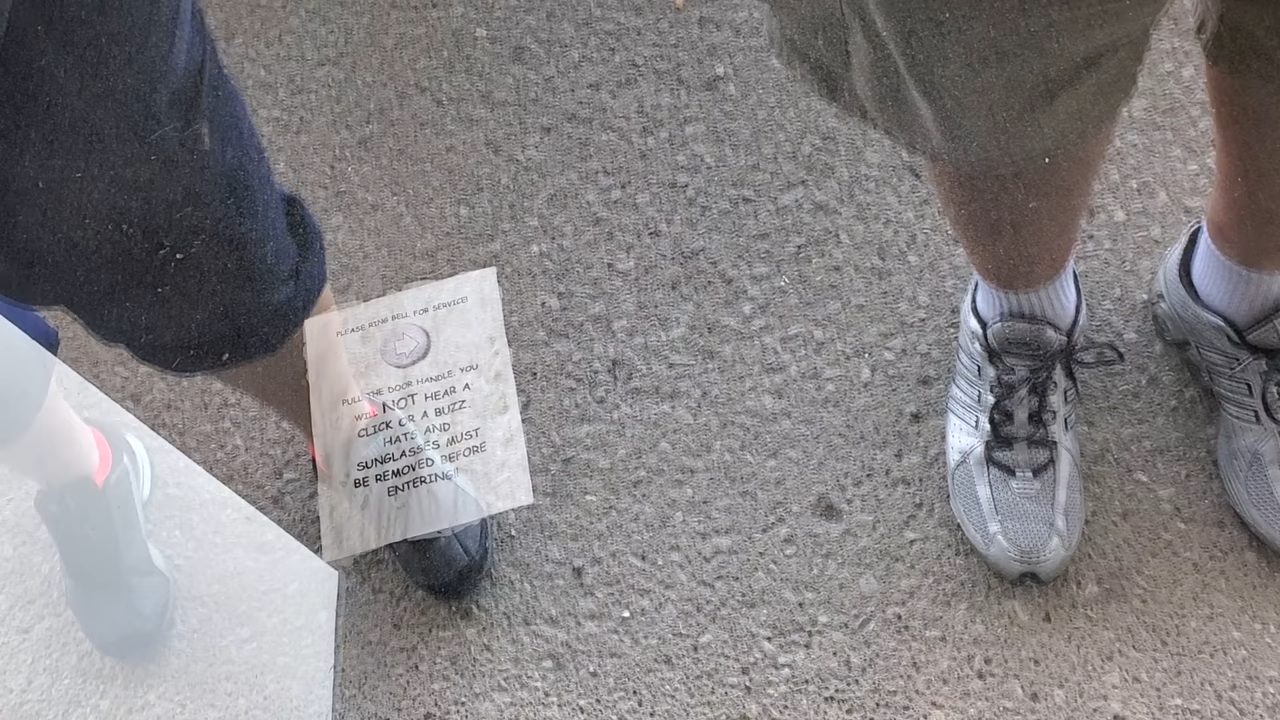 PLEASE RING BELL FOR SERVICE!
PULL THE DOOR HANDLE. YOU
WILL NOT HEAR A
CLICK OR A BUZZ.
HATS AND
SUNGLASSES MUST
BE REMOVED BEFORE
ENTERING!!